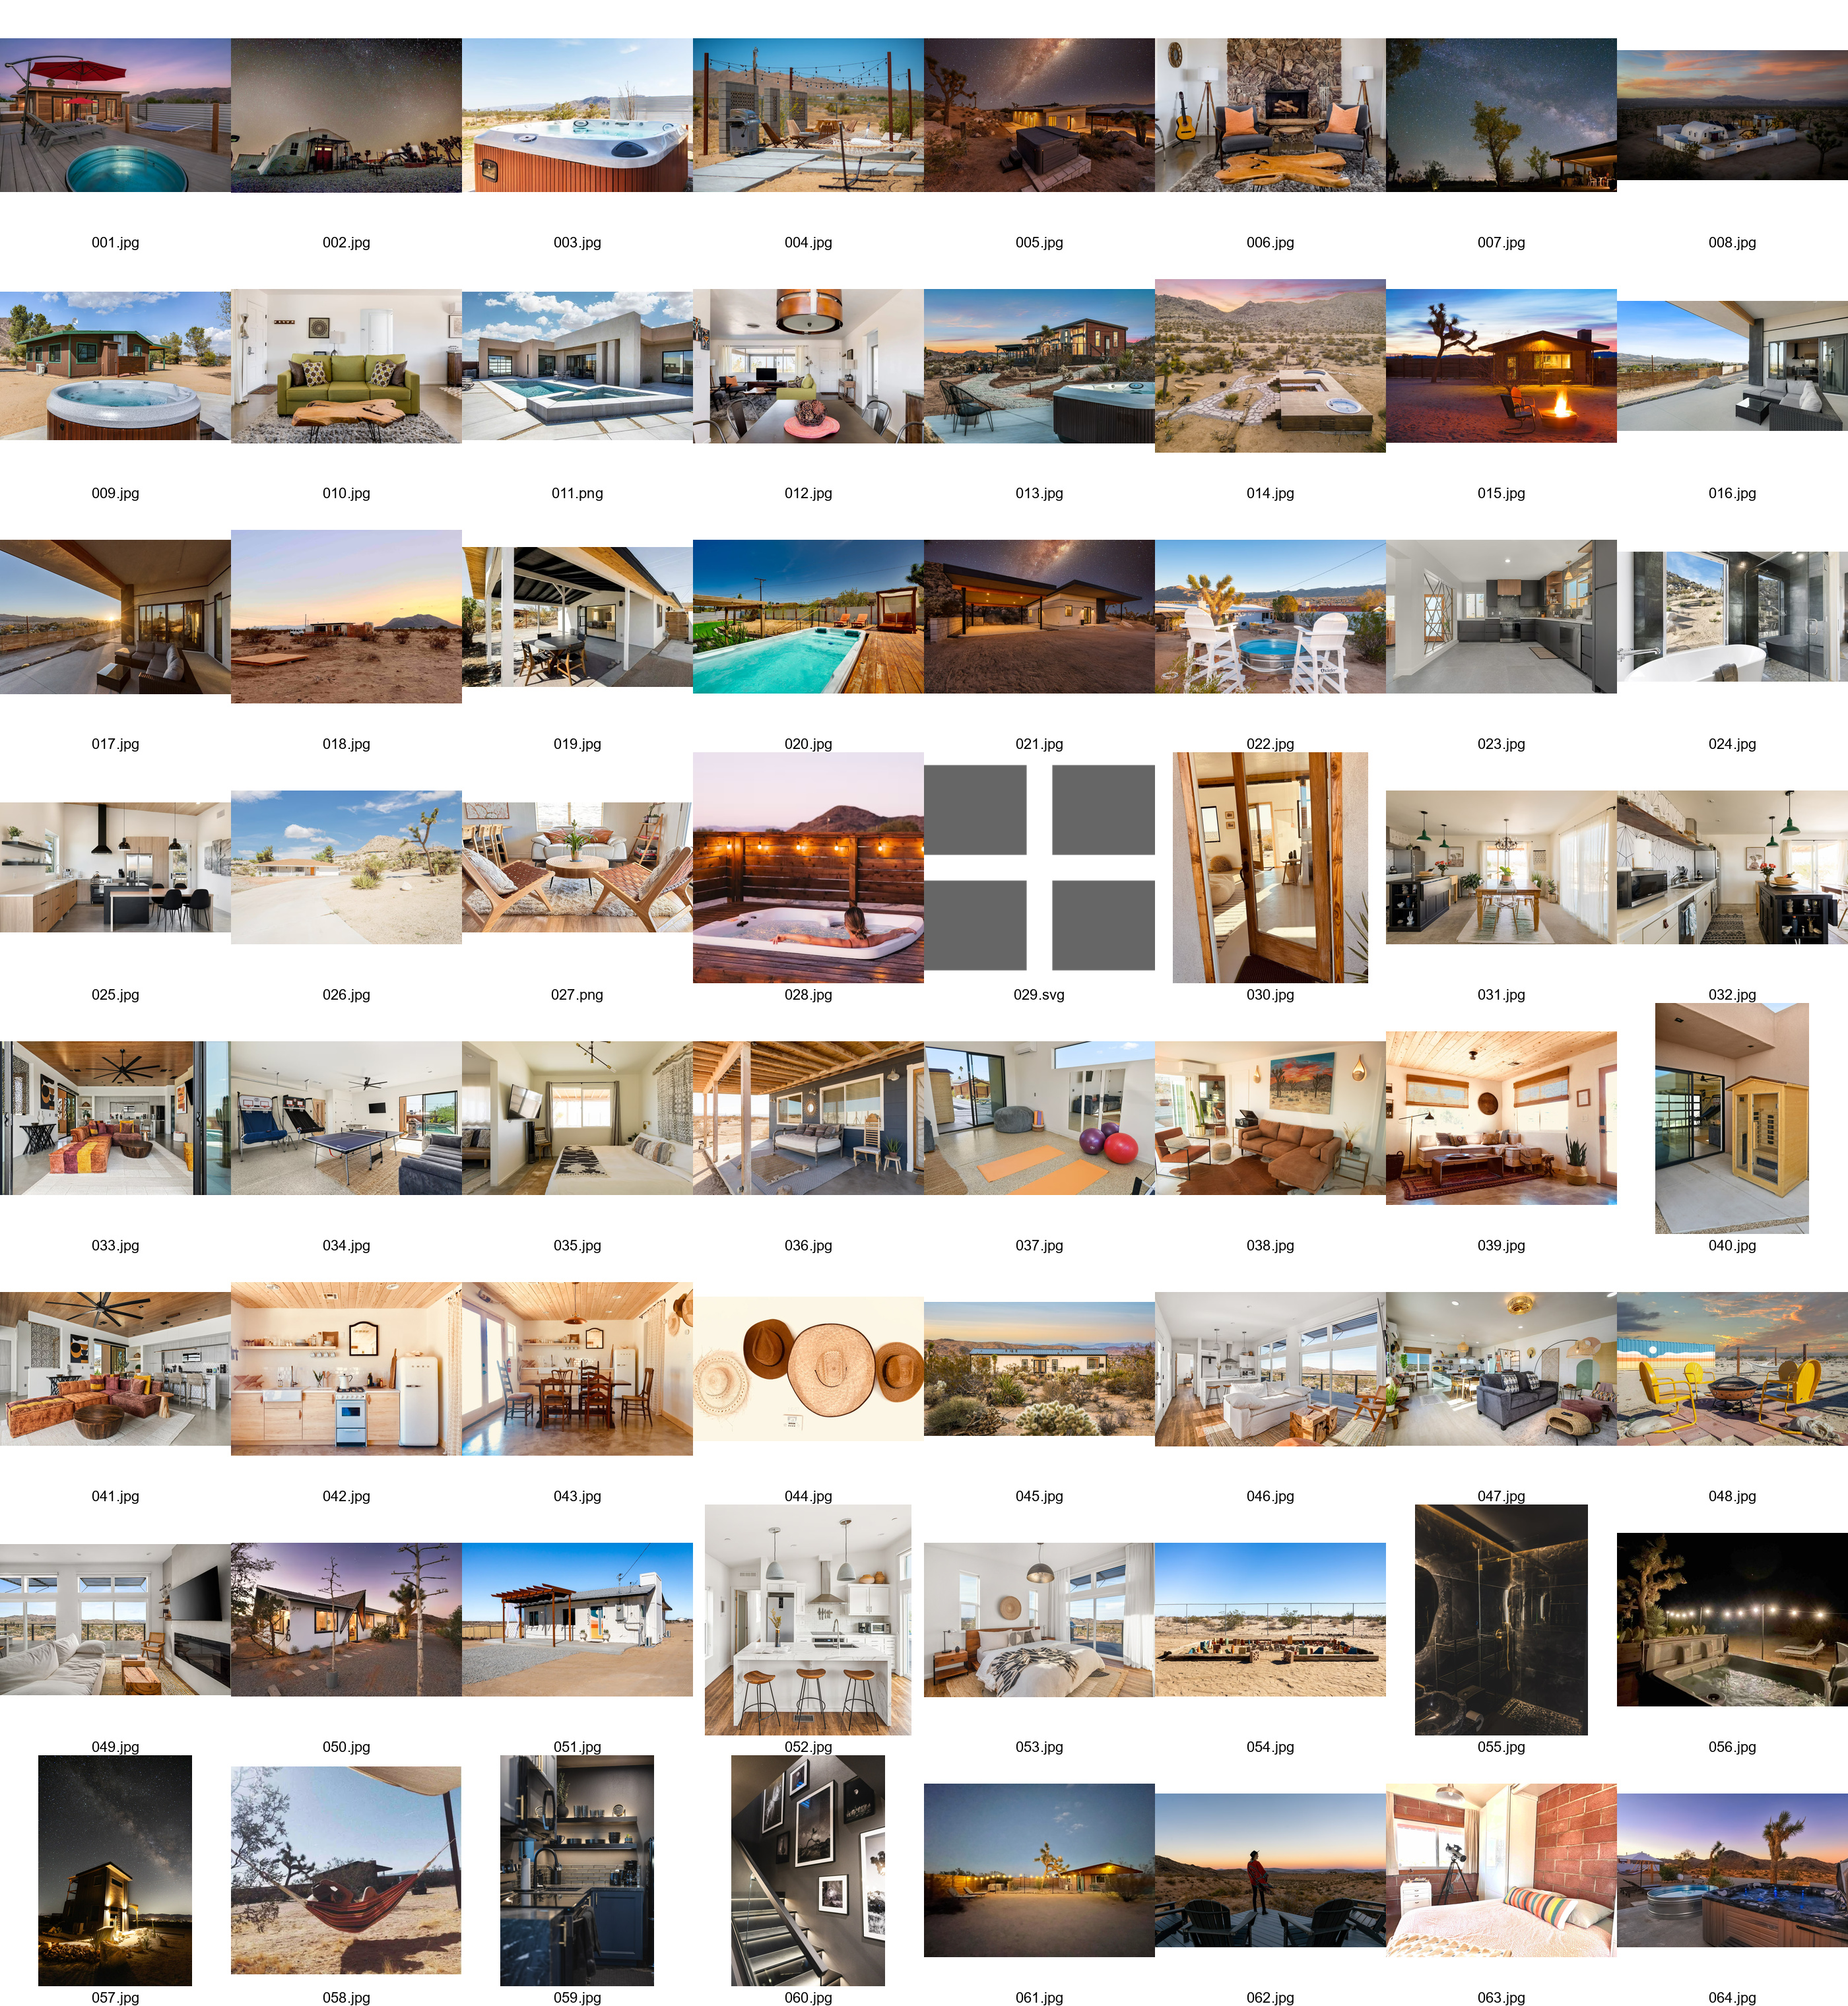 001.jpg 002.jpg 003.jpg 004.jpg 005.jpg 006.jpg 007.jpg 008.jpg
009.jpg 010.jpg 011.png 012.jpg 013.jpg 014.jpg 015.jpg 016.jpg
017.jpg 018.jpg 019.jpg 020.jpg 021.jpg 022.jpg 023.jpg 024.jpg
025.jpg 026.jpg 027.png 028.jpg 029.svg 030.jpg 031.jpg 032.jpg
033.jpg 034.jpg 035.jpg 036.jpg 037.jpg 038.jpg 039.jpg 040.jpg
041.jpg 042.jpg 043.jpg 044.jpg 045.jpg 046.jpg 047.jpg 048.jpg
049.jpg 050.jpg 051.jpg 052.jpg 053.jpg 054.jpg 055.jpg 056.jpg
057.jpg 058.jpg 059.jpg 060.jpg 061.jpg 062.jpg 063.jpg 064.jpg